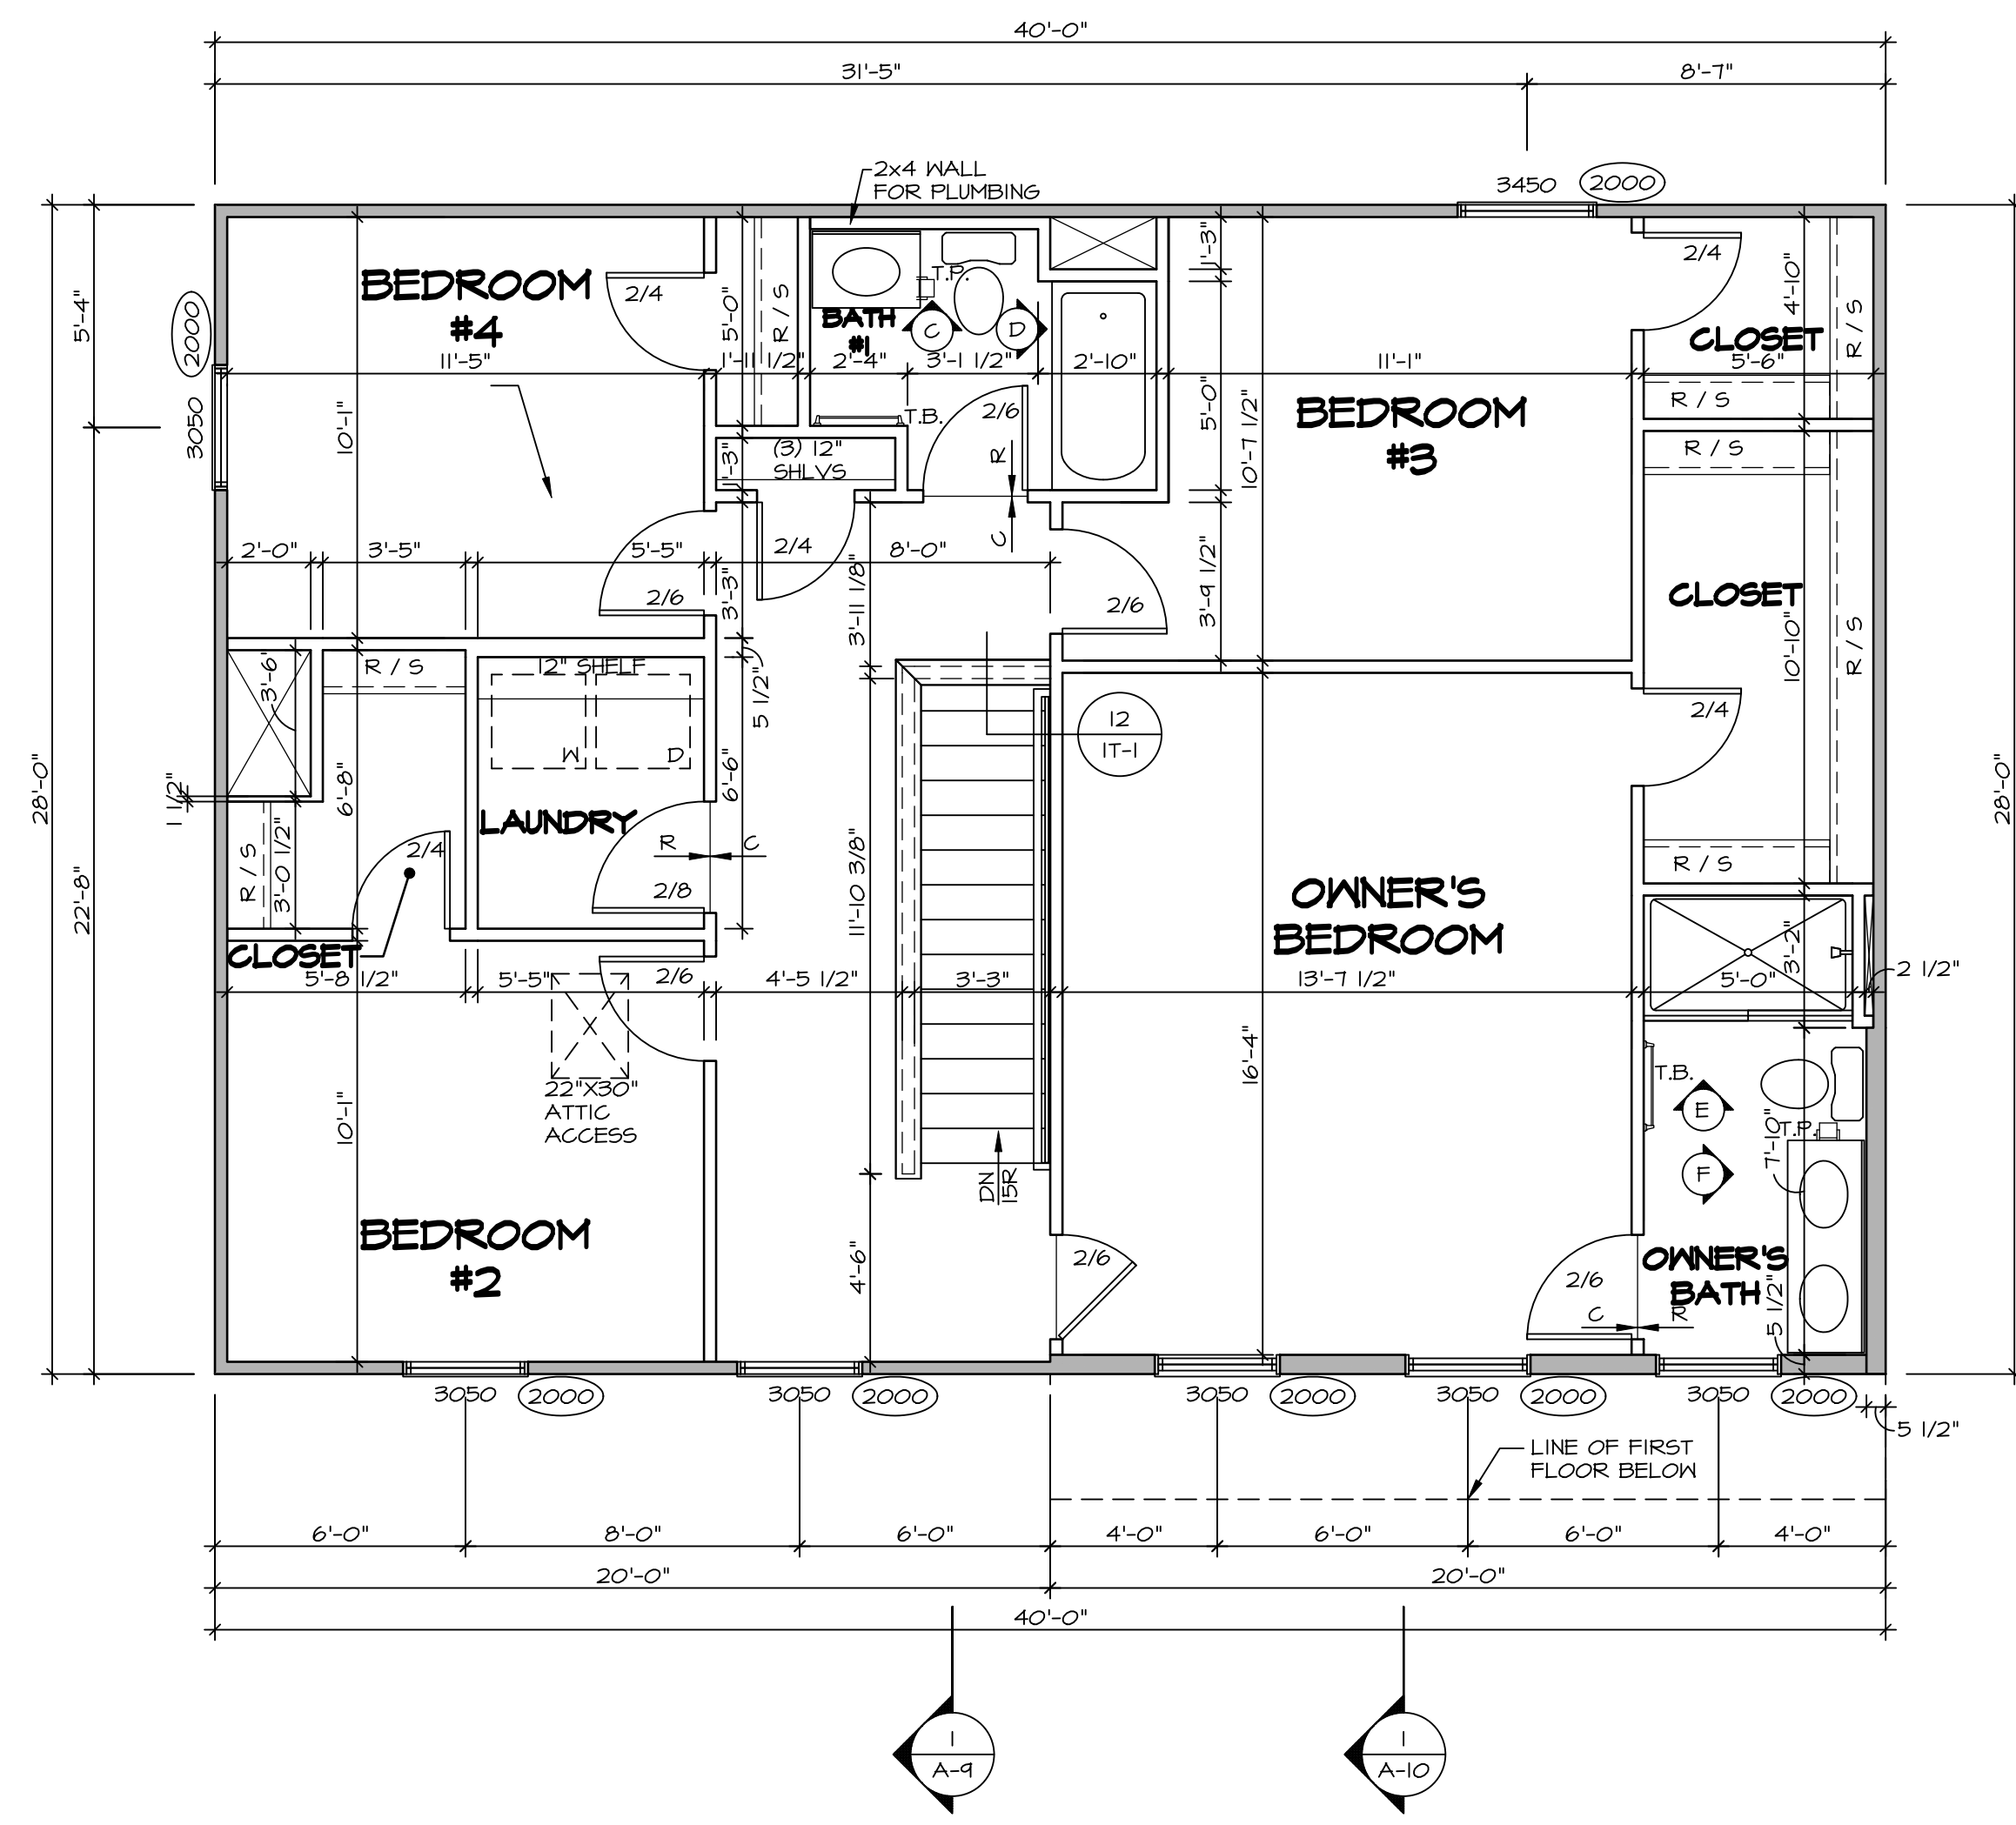 40'-0"
31'-5"
8'-7"
2x4 WALL
FOR PLUMBING
3450
2000
BEDROOM
#4
2/4
5'-0"
R / S
T.P.
BATH
#1
C
D
1'-3"
2/4
4'-10"
R / S
CLOSET
5'-4"
2000
3050
11'-5"
1'-11 1/2"
2'-4"
3'-1 1/2"
2'-10"
11'-1"
5'-6"
10'-1"
T.B.
2/6
5'-0"
10'-7 1/2"
BEDROOM
#3
R / S
1'-3"
(3) 12"
SHLVS
R
C
R / S
2'-0"
3'-5"
5'-5"
2/4
8'-0"
2/6
3'-3"
3'-11 1/8"
2/6
3'-9 1/2"
CLOSET
10'-10"
R / S
3'-6"
R / S
12" SHELF
W
D
5 1/2"
12
1T-1
2/4
28'-0"
22'-8"
1 1/2"
6'-8"
6'-6"
28'-0"
LAUNDRY
R
C
R / S
3'-0 1/2"
2/4
2/8
11'-10 3/8"
OWNER'S
BEDROOM
R / S
CLOSET
5'-8 1/2"
5'-5"
2/6
4'-5 1/2"
3'-3"
13'-7 1/2"
5'-0"
3'-2"
2 1/2"
10'-1"
22"X30"
ATTIC
ACCESS
16'-4"
T.B.
E
7'-10"
T.P.
F
DN
15R
BEDROOM
#2
4'-6"
2/6
2/6
OWNER'S
BATH
C
R
5 1/2"
3050
2000
3050
2000
3050
2000
3050
2000
3050
2000
5 1/2"
LINE OF FIRST
FLOOR BELOW
6'-0"
8'-0"
6'-0"
4'-0"
6'-0"
6'-0"
4'-0"
20'-0"
20'-0"
40'-0"
1
A-9
1
A-10